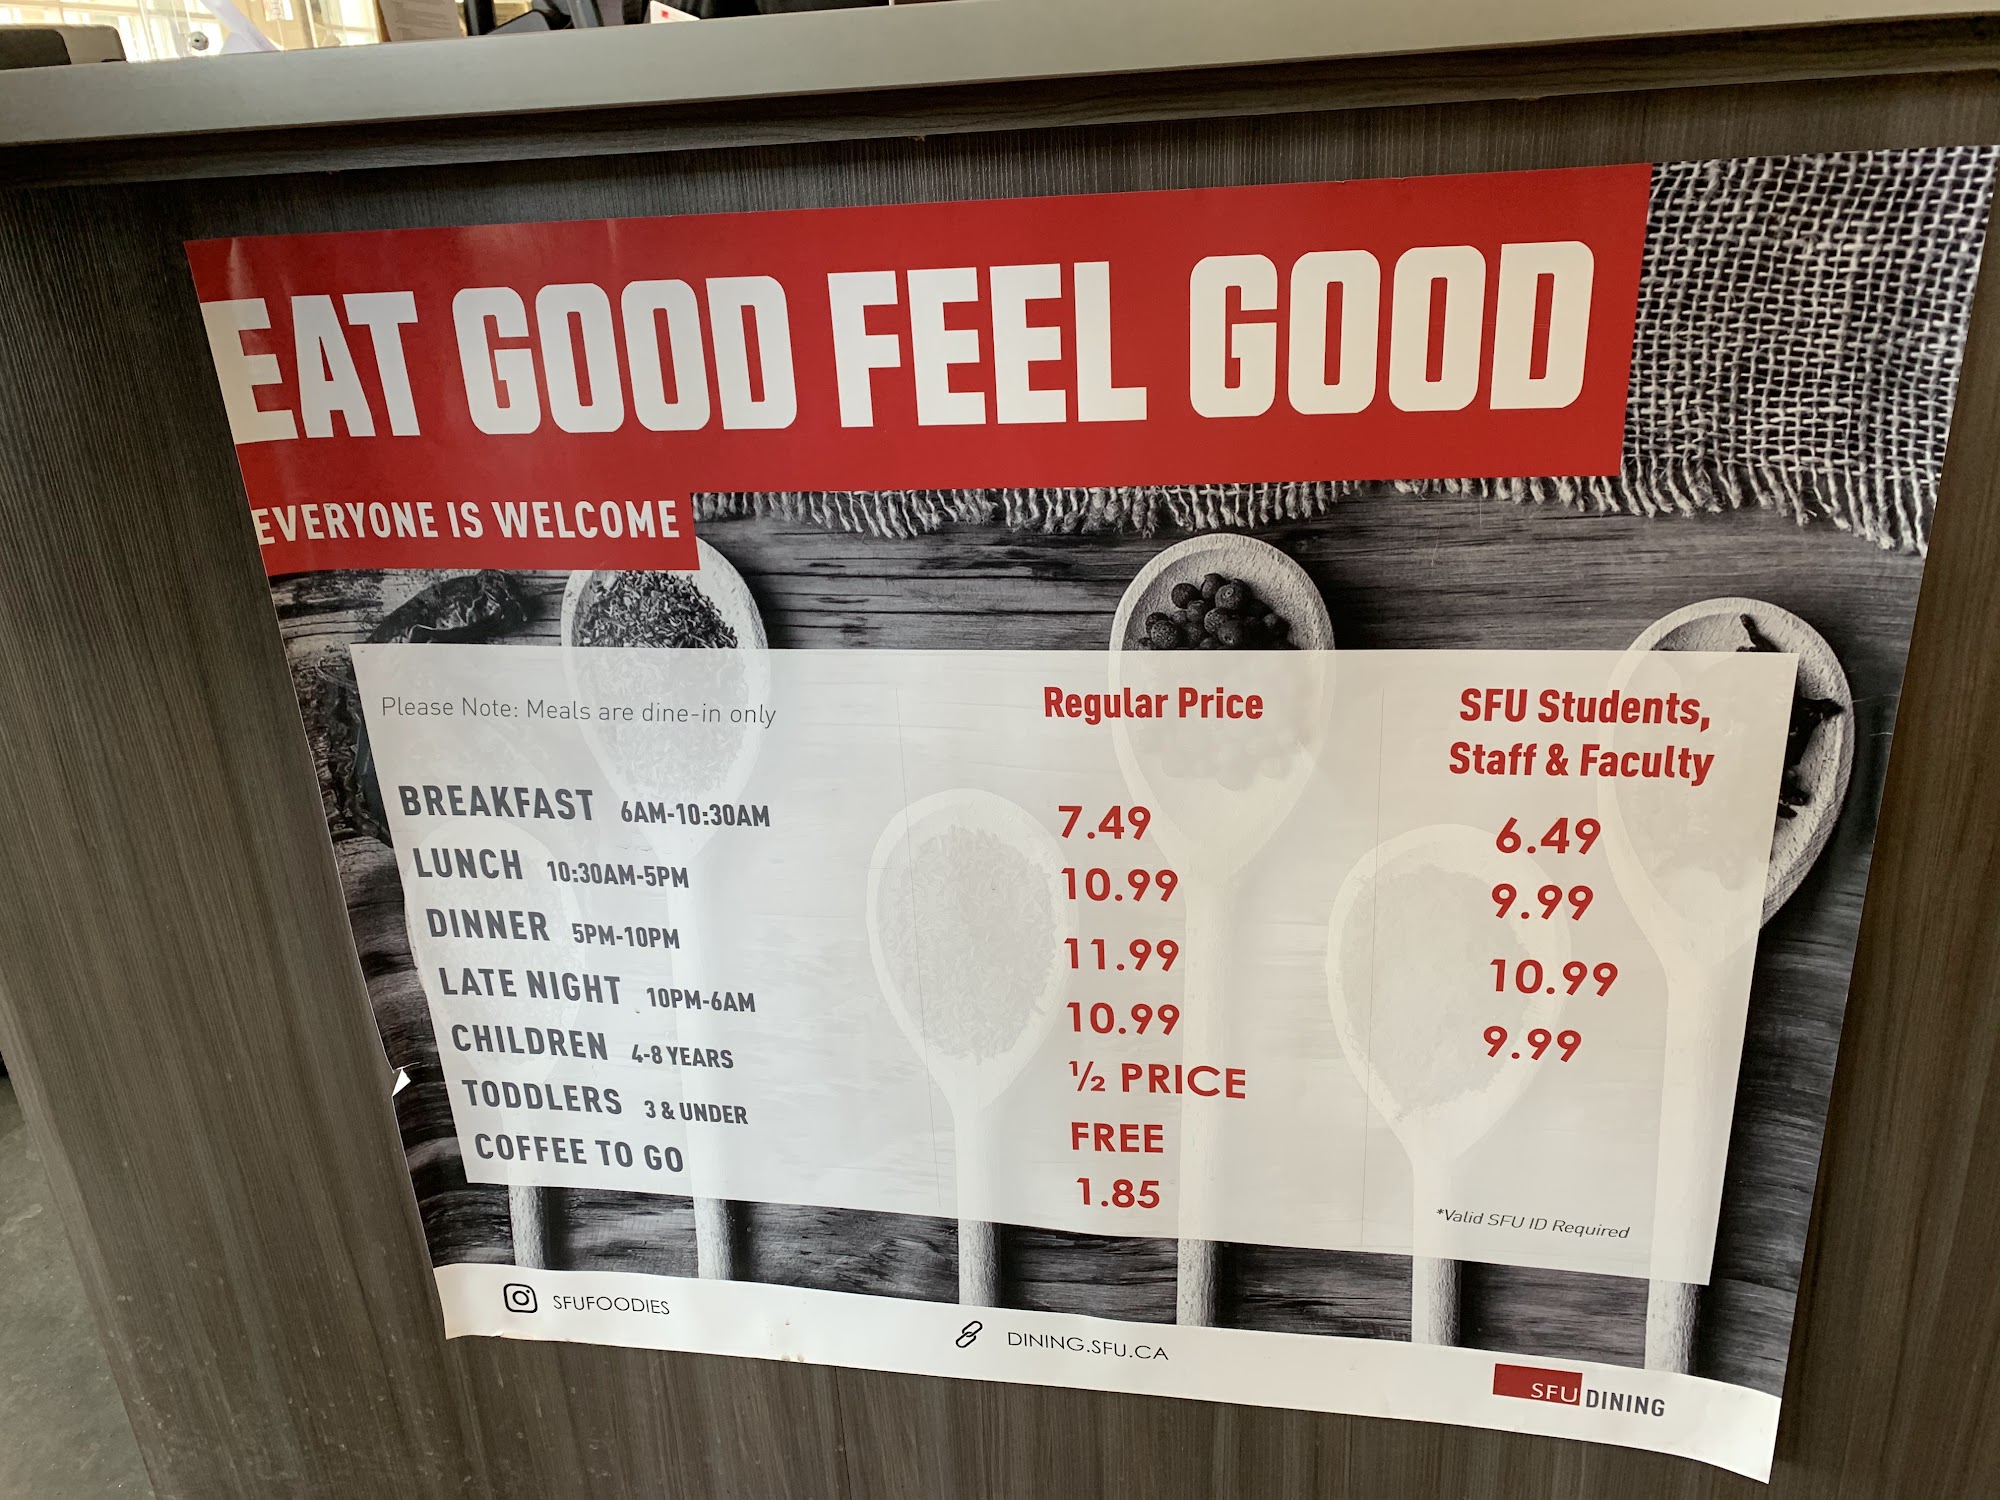 EAT GOOD FEEL GOOD
EVERYONE IS WELCOME
Please Note: Meals are dine-in only
Regular Price
SFU Students,
Staff & Faculty
BREAKFAST 6AM-10:30AM 7.49 6.49
LUNCH 10:30AM-5PM 10.99 9.99
DINNER 5PM-10PM 11.99 10.99
LATE NIGHT 10PM-6AM 10.99 9.99
CHILDREN 4-8 YEARS ½ PRICE
TODDLERS 3 & UNDER FREE
COFFEE TO GO 1.85
*Valid SFU ID Required
SFUFOODIES
DINING.SFU.CA
SFU DINING